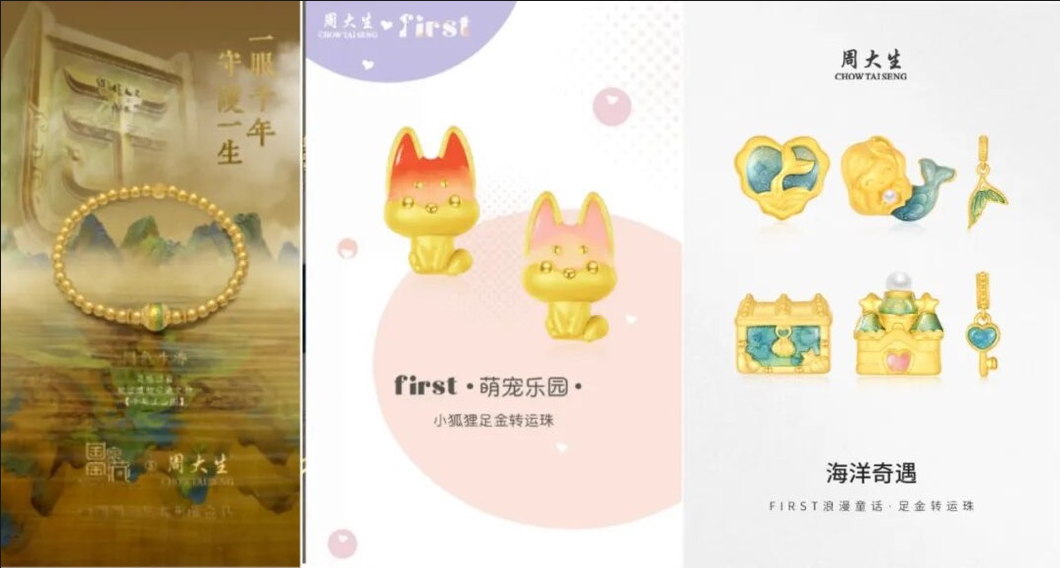 一眼千年
守護一生
国家宝藏
周大生
CHOW TAI SENG
周大生
CHOW TAI SENG
first
first·萌宠乐园·
小狐狸足金转运珠
周大生
CHOW TAI SENG
海洋奇遇
FIRST浪漫童话·足金转运珠